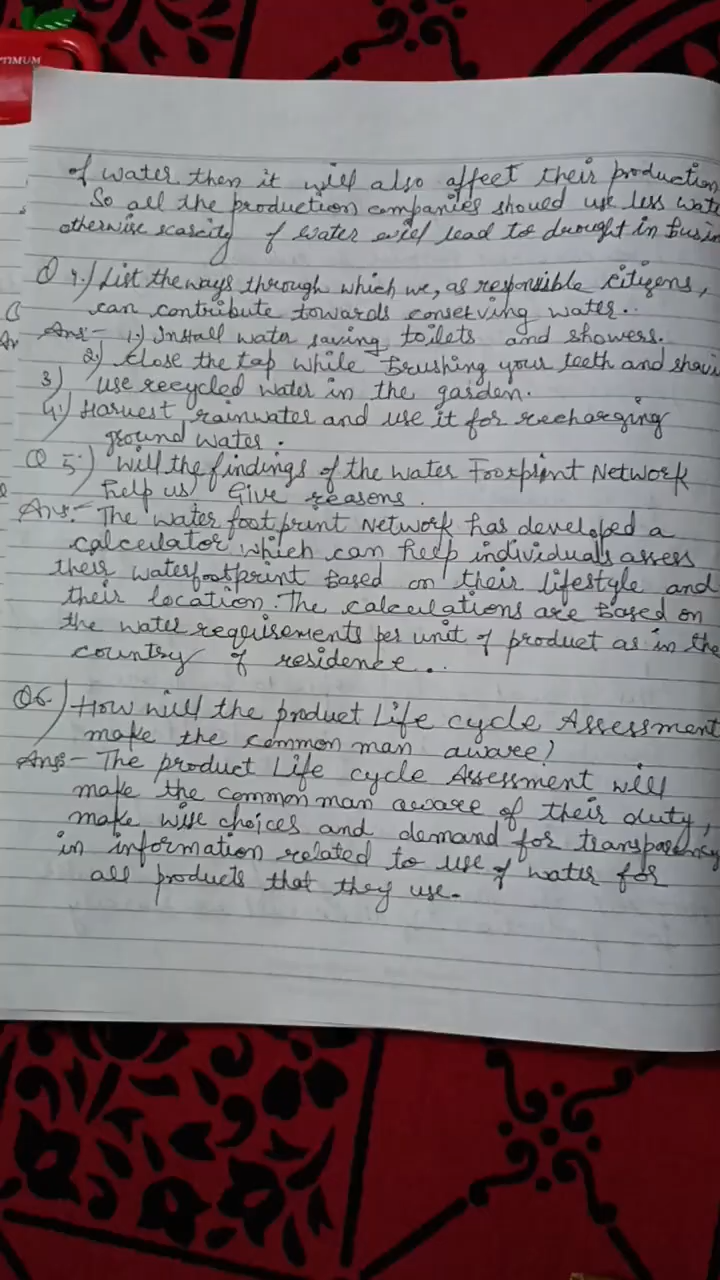 TIMUM
of water then it will also affect their production
So all the production companies should use less wate
otherwise scarcity of water will lead to drought in busin
Q 4.) List the ways through which we, as responsible citizens,
can contribute towards conserving water..
Ans:- 1.) Install water saving toilets and showers.
2.) close the tap while brushing your teeth and shavi
3) use recycled water in the garden.
4.) Harvest rainwater and use it for recharging
ground water.
Q 5.) Will the findings of the water Footprint Network
help us? Give reasons.
Ans:- The water footprint Network has developed a
calculator which can help individuals assess
their waterfootprint based on their lifestyle and
their location. The calculations are based on
the water requirements per unit of product as in the
country of residence...
Q6.) How will the product Life cycle Assessment
make the common man aware?
Ans:- The product Life cycle Assessment will
make the common man aware of their duty,
make wise choices and demand for transparency
in information related to use of water for
all products that they use.